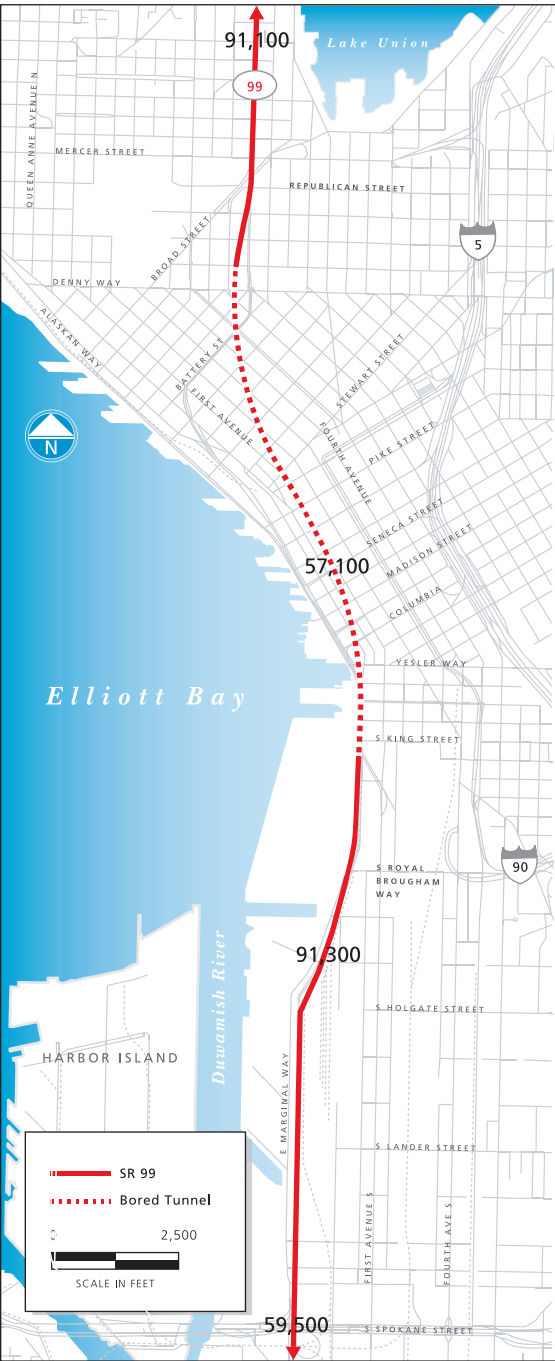 91,100
Lake Union
99
QUEEN ANNE AVENUE N
MERCER STREET
REPUBLICAN STREET
BROAD STREET
5
DENNY WAY
ALASKAN WAY
BATTERY ST
STEWART STREET
FIRST AVENUE
FOURTH AVENUE
PIKE STREET
N
SENECA STREET
MADISON STREET
57,100
COLUMBIA
YESLER WAY
Elliott Bay
S KING STREET
90
S ROYAL
BROUGHAM
WAY
91,300
Duwamish River
S HOLGATE STREET
HARBOR ISLAND
E MARGINAL WAY
S LANDER STREET
SR 99
Bored Tunnel
0 2,500
SCALE IN FEET
FIRST AVENUE S
FOURTH AVE S
59,500
S SPOKANE STREET